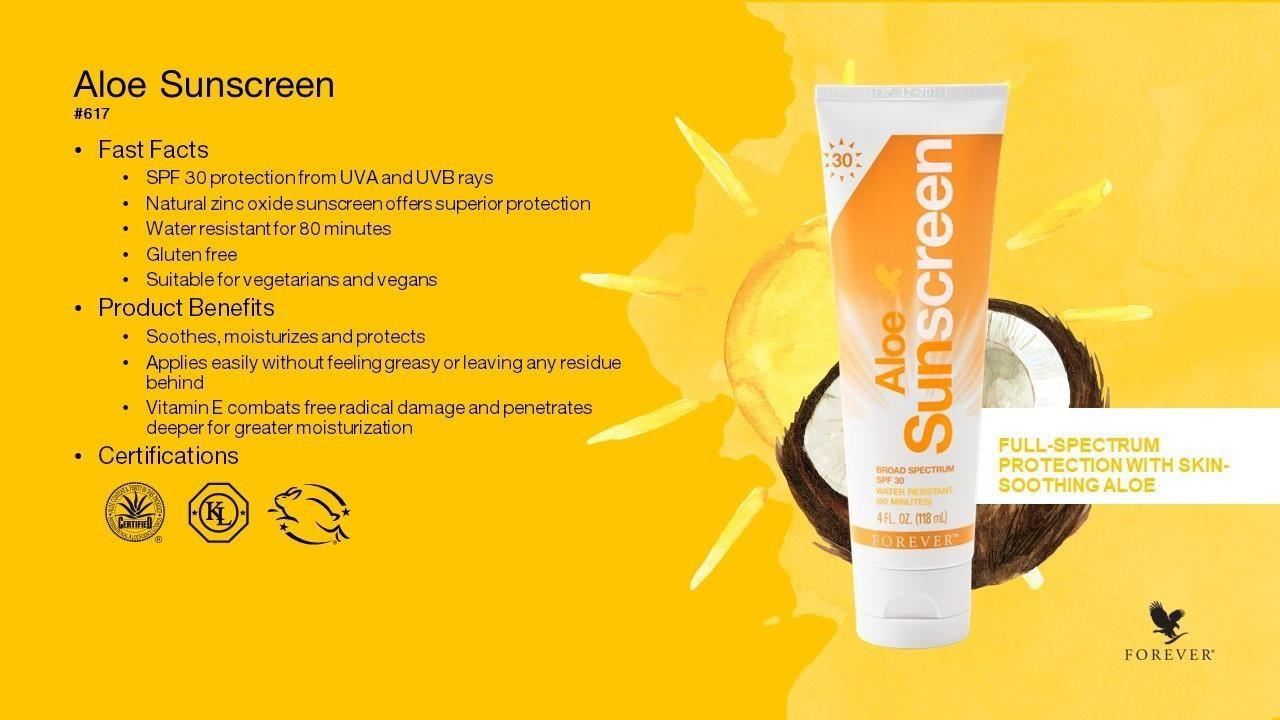 Aloe Sunscreen
#617
• Fast Facts
• SPF 30 protection from UVA and UVB rays
• Natural zinc oxide sunscreen offers superior protection
• Water resistant for 80 minutes
• Gluten free
• Suitable for vegetarians and vegans
• Product Benefits
• Soothes, moisturizes and protects
• Applies easily without feeling greasy or leaving any residue
behind
• Vitamin E combats free radical damage and penetrates
deeper for greater moisturization
• Certifications
CERTIFIED
®
KL
EXP 12-201
30
Aloe
Sunscreen
BROAD SPECTRUM
SPF 30
WATER RESISTANT
(80 MINUTES)
4 FL. OZ. (118 mL)
FOREVER™
FULL-SPECTRUM
PROTECTION WITH SKIN-
SOOTHING ALOE
FOREVER®